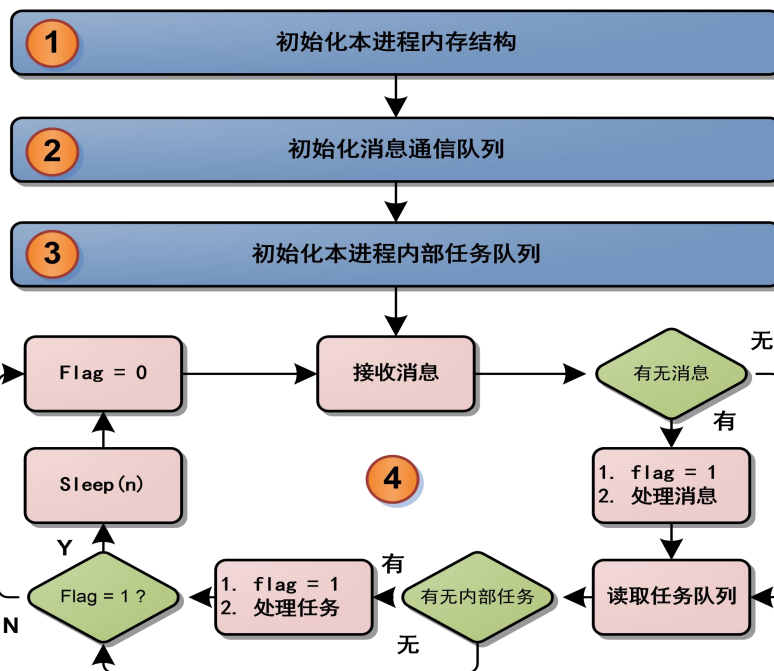 1
初始化本进程内存结构
2
初始化消息通信队列
3
初始化本进程内部任务队列
Flag = 0
接收消息
有无消息
无
有
Sleep(n)
4
1. flag = 1
2. 处理消息
Y
Flag = 1 ?
N
1. flag = 1
2. 处理任务
有
有无内部任务
无
读取任务队列